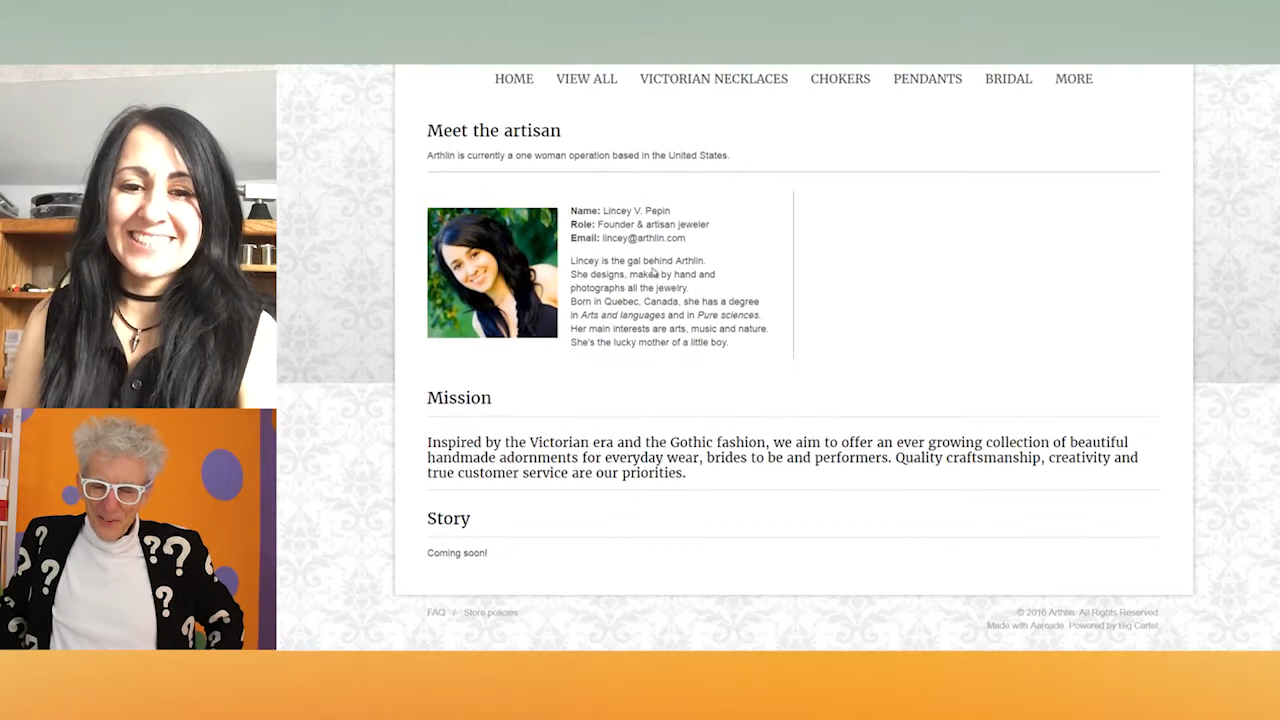 HOME VIEW ALL VICTORIAN NECKLACES CHOKERS PENDANTS BRIDAL MORE
Meet the artisan
Arthlin is currently a one woman operation based in the United States.
Name: Lincey V. Pepin
Role: Founder & artisan jeweler
Email: lincey@arthlin.com
Lincey is the gal behind Arthlin.
She designs, makes by hand and
photographs all the jewelry.
Born in Quebec, Canada, she has a degree
in Arts and languages and in Pure sciences.
Her main interests are arts, music and nature.
She's the lucky mother of a little boy.
Mission
Inspired by the Victorian era and the Gothic fashion, we aim to offer an ever growing collection of beautiful
handmade adornments for everyday wear, brides to be and performers. Quality craftsmanship, creativity and
true customer service are our priorities.
Story
Coming soon!
FAQ / Store policies
© 2016 Arthlin. All Rights Reserved.
Made with Aarcade. Powered by Big Cartel.